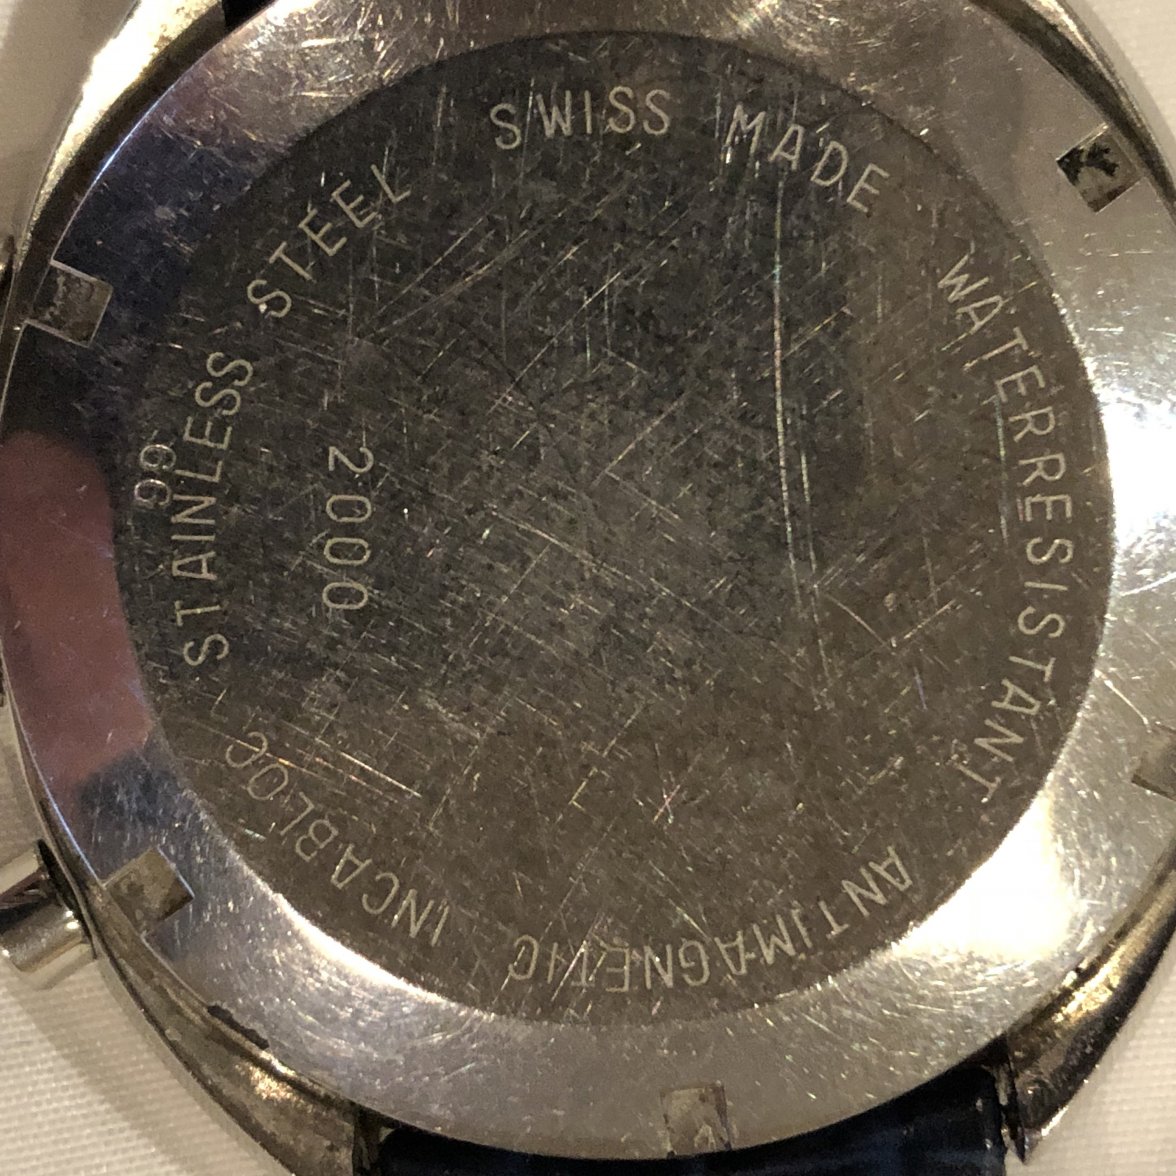 SWISS MADE
WATERRESISTANT
ANTIMAGNETIC
INCABLOC
STAINLESS STEEL
99
2000